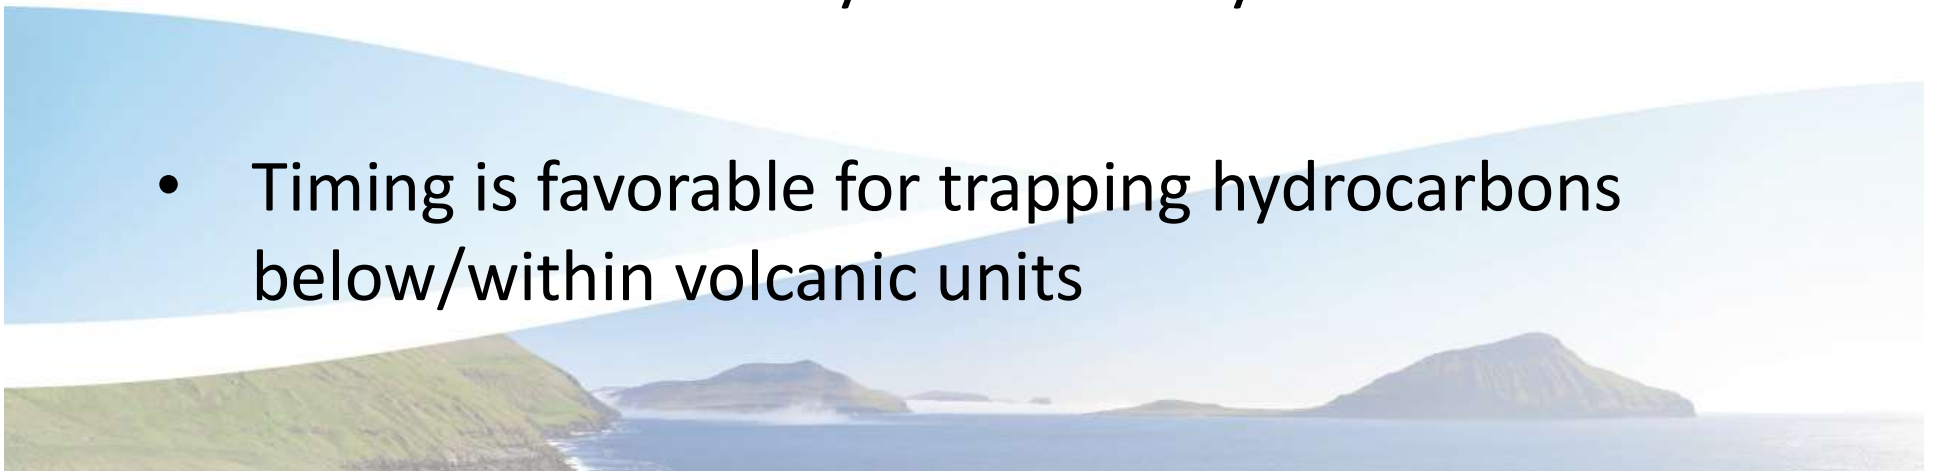 • Timing is favorable for trapping hydrocarbons
below/within volcanic units